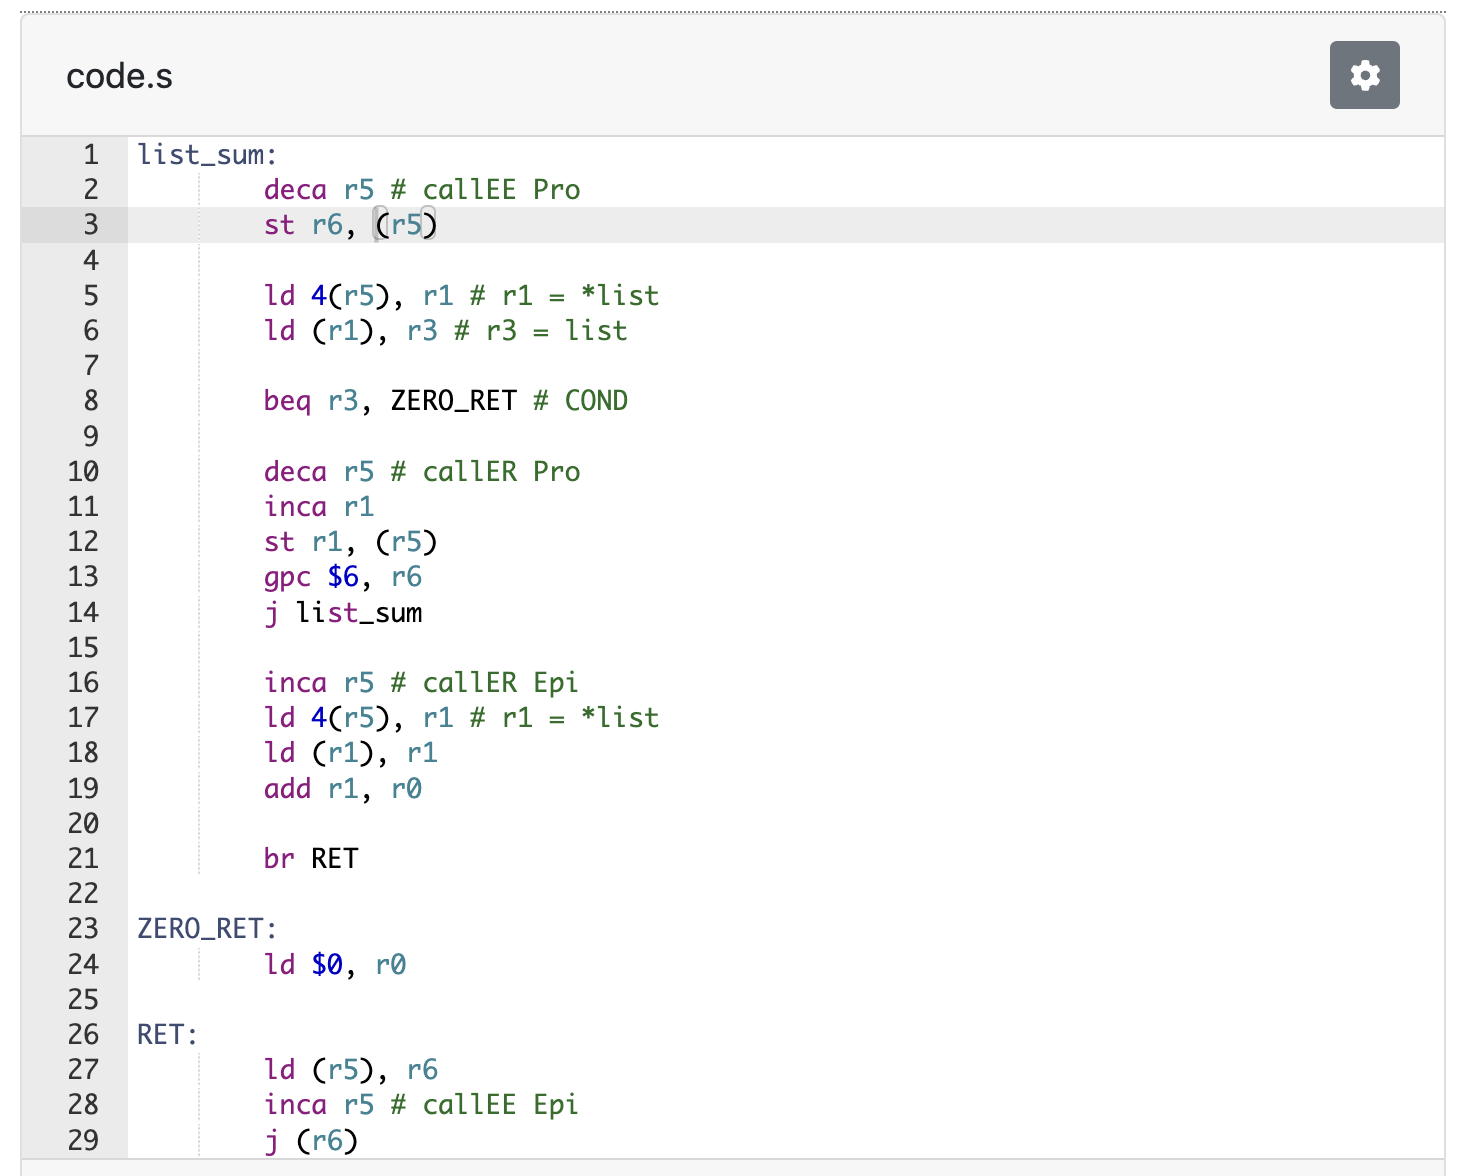 code.s
1 list_sum:
2 deca r5 # callEE Pro
3 st r6, (r5)
4
5 ld 4(r5), r1 # r1 = *list
6 ld (r1), r3 # r3 = list
7
8 beq r3, ZERO_RET # COND
9
10 deca r5 # callER Pro
11 inca r1
12 st r1, (r5)
13 gpc $6, r6
14 j list_sum
15
16 inca r5 # callER Epi
17 ld 4(r5), r1 # r1 = *list
18 ld (r1), r1
19 add r1, r0
20
21 br RET
22
23 ZERO_RET:
24 ld $0, r0
25
26 RET:
27 ld (r5), r6
28 inca r5 # callEE Epi
29 j (r6)